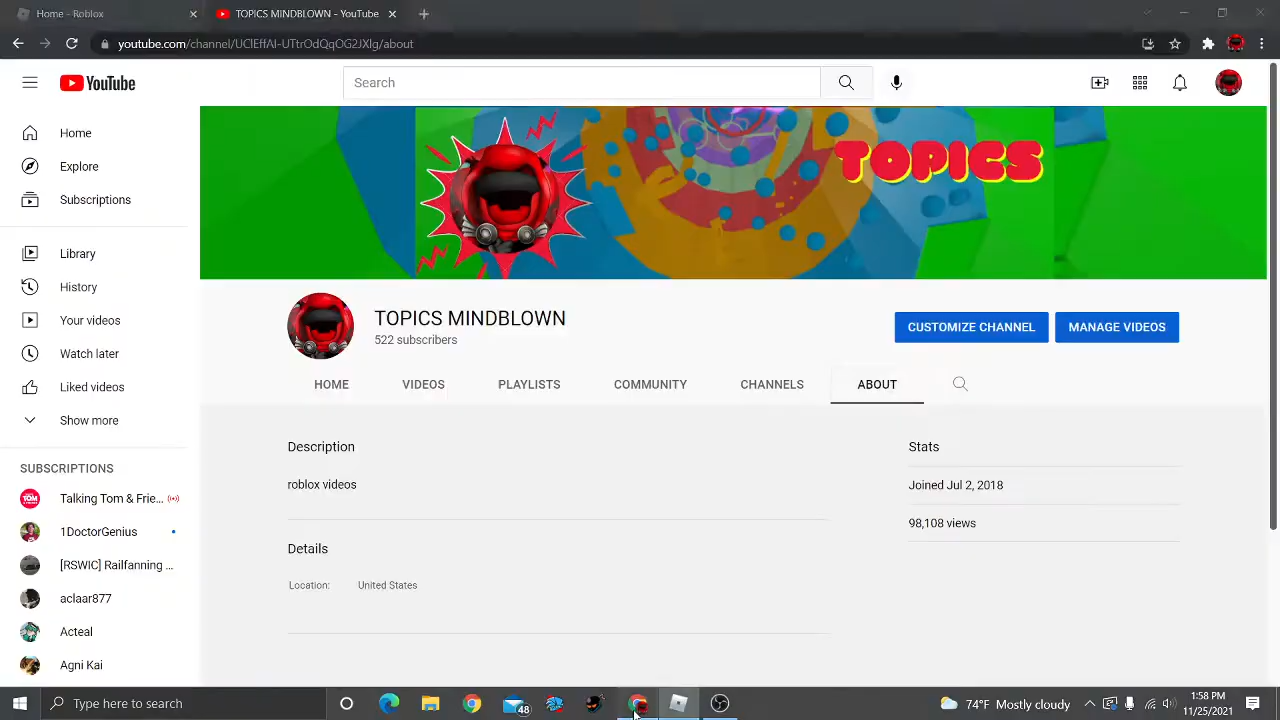 Home - Roblox
TOPICS MINDBLOWN - YouTube
youtube.com/channel/UClEffAI-UTtrOdQqOG2JXlg/about
YouTube
Search
TOPICS
Home
Explore
Subscriptions
Library
History
Your videos
Watch later
Liked videos
Show more
SUBSCRIPTIONS
Talking Tom & Frie...
1DoctorGenius
[RSWIC] Railfanning ...
aclaar877
Acteal
Agni Kai
TOPICS MINDBLOWN
522 subscribers
CUSTOMIZE CHANNEL
MANAGE VIDEOS
HOME VIDEOS PLAYLISTS COMMUNITY CHANNELS ABOUT
Description
roblox videos
Details
Location: United States
Stats
Joined Jul 2, 2018
98,108 views
Type here to search
48
74°F Mostly cloudy
1:58 PM
11/25/2021